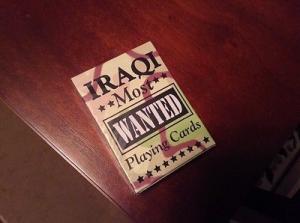 IRAQI
Most
WANTED
Playing Cards